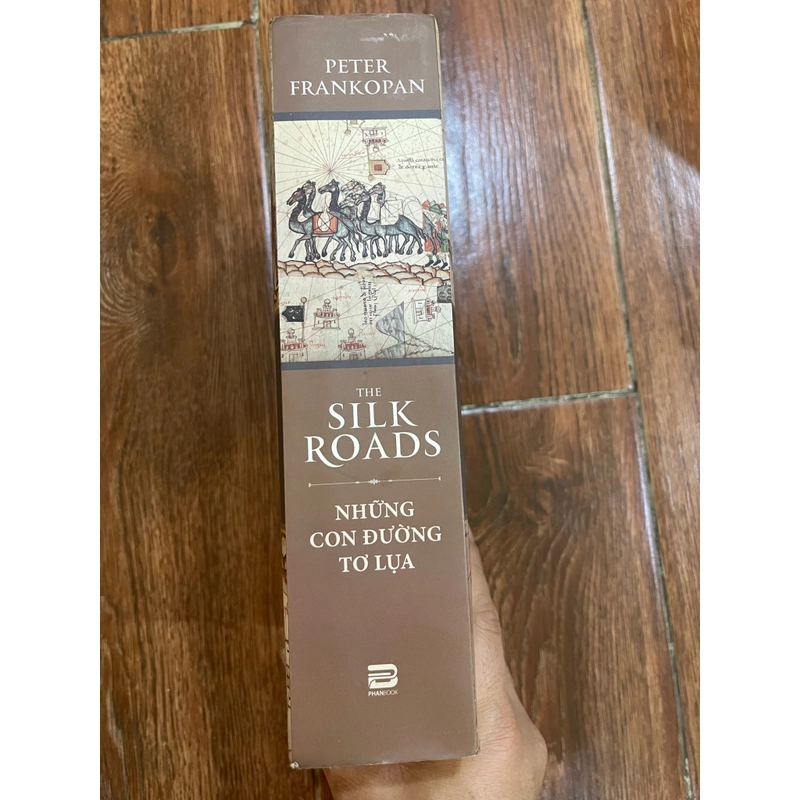 PETER
FRANKOPAN
THE
SILK
ROADS
NHỮNG
CON ĐƯỜNG
TƠ LỤA
PHANBOOK